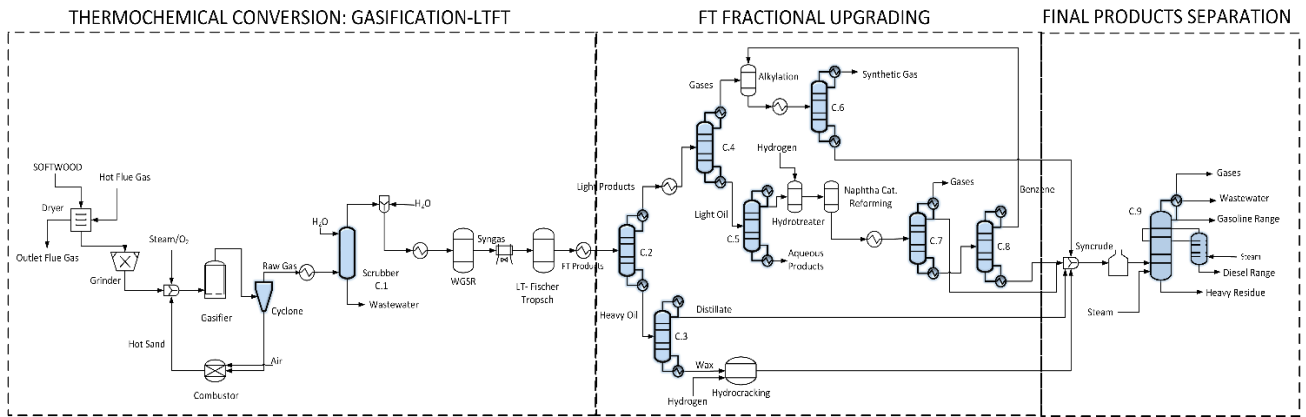 THERMOCHEMICAL CONVERSION: GASIFICATION-LTFT
FT FRACTIONAL UPGRADING
FINAL PRODUCTS SEPARATION
SOFTWOOD
Hot Flue Gas
Dryer
Outlet Flue Gas
Grinder
Steam/O₂
Gasifier
Raw Gas
Cyclone
Hot Sand
Air
Combustor
H₂O
Scrubber
C.1
Wastewater
H₂O
WGSR
Syngas
LT- Fischer
Tropsch
FT Products
Light Products
C.2
Heavy Oil
C.3
Distillate
Wax
Hydrogen
Hydrocracking
Gases
C.4
Light Oil
C.5
Aqueous
Products
Alkylation
C.6
Synthetic Gas
Hydrogen
Hydrotreater
Naphtha Cat.
Reforming
Gases
C.7
C.8
Benzene
Syncrude
Steam
C.9
Gases
Wastewater
Gasoline Range
Steam
Diesel Range
Heavy Residue